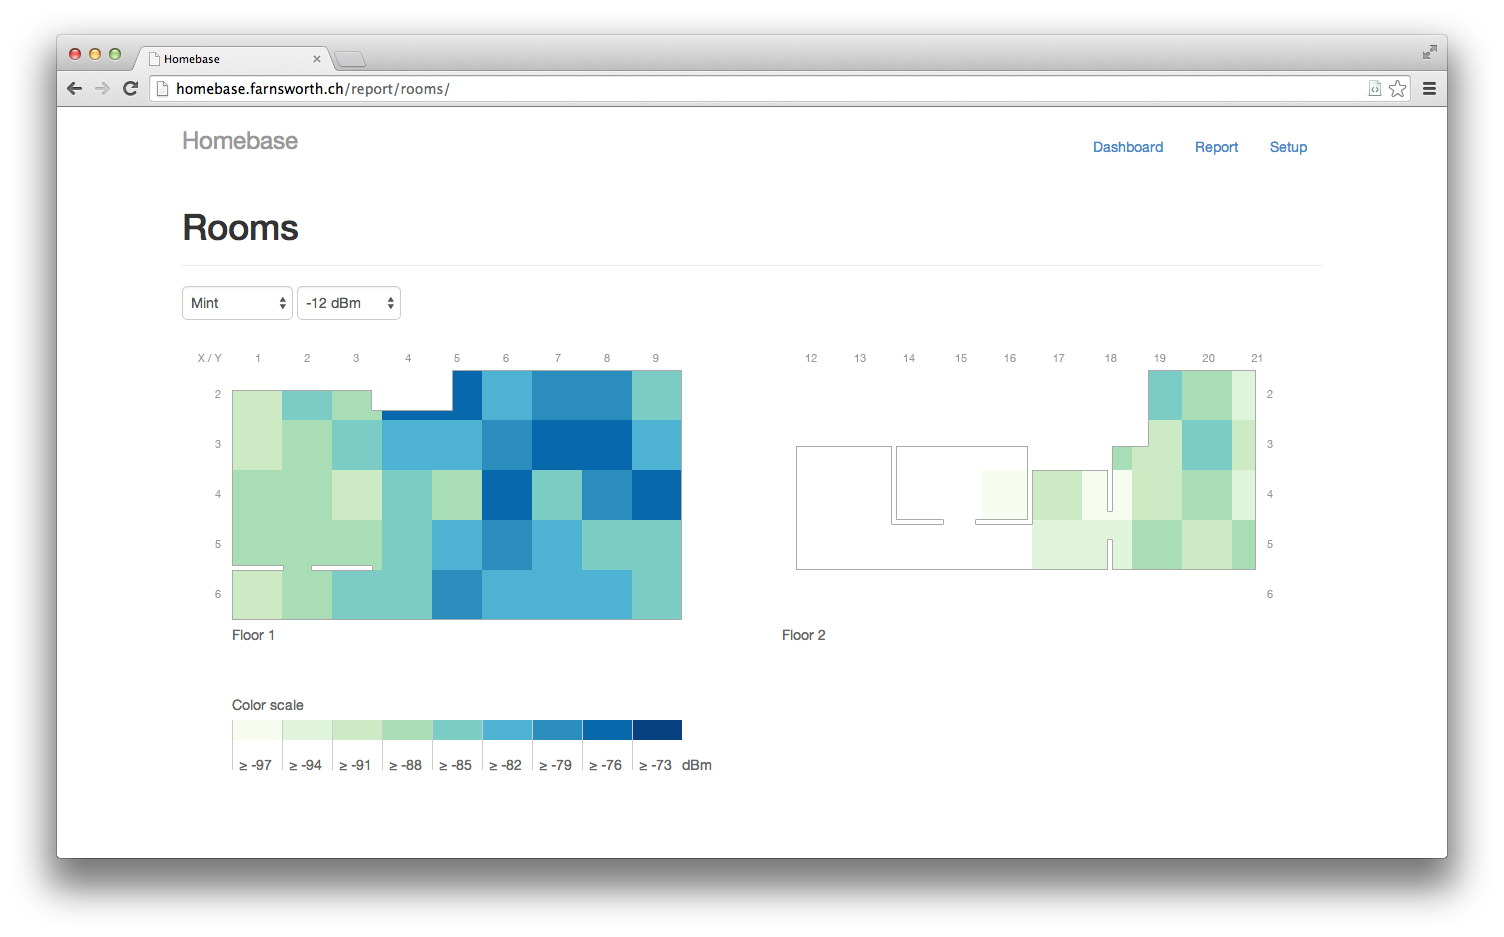 Homebase
homebase.farnsworth.ch/report/rooms/
Homebase
Dashboard Report Setup
Rooms
Mint -12 dBm
X / Y 1 2 3 4 5 6 7 8 9
12 13 14 15 16 17 18 19 20 21
2
3
4
5
6
2
3
4
5
6
Floor 1
Floor 2
Color scale
≥ -97 ≥ -94 ≥ -91 ≥ -88 ≥ -85 ≥ -82 ≥ -79 ≥ -76 ≥ -73 dBm